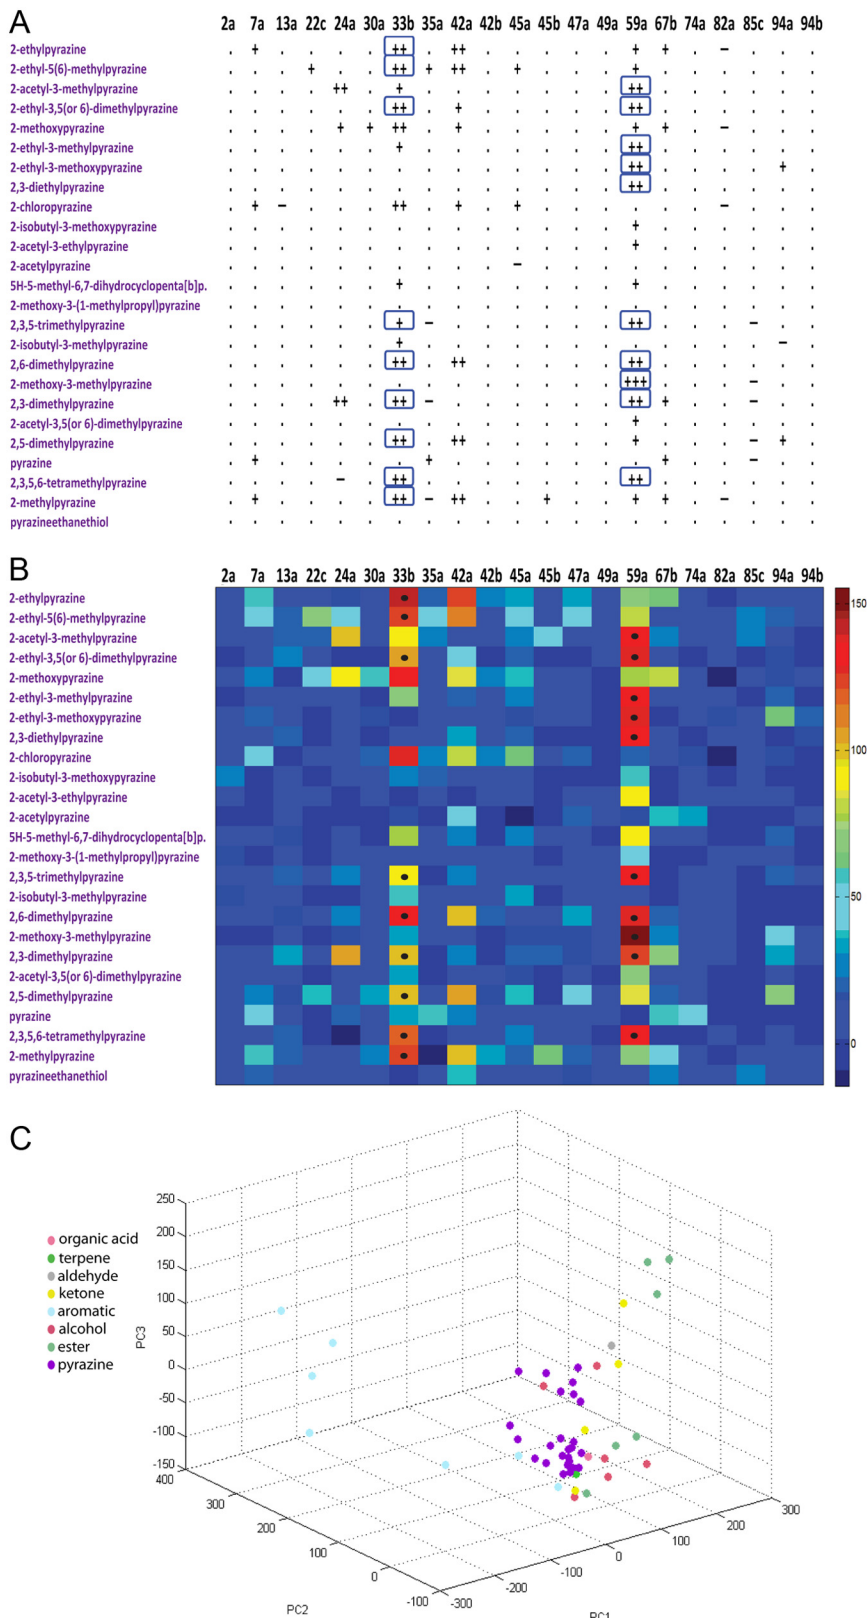 A
2a 7a 13a 22c 24a 30a 33b 35a 42a 42b 45a 45b 47a 49a 59a 67b 74a 82a 85c 94a 94b
2-ethylpyrazine . + . . . . ++ . ++ . . . . . + + . − . . .
2-ethyl-5(6)-methylpyrazine . . . + . . ++ + ++ . + . . . + . . . . . .
2-acetyl-3-methylpyrazine . . . . ++ . + . . . . . . . ++ . . . . . .
2-ethyl-3,5(or 6)-dimethylpyrazine . . . . . . ++ . + . . . . . ++ . . . . . .
2-methoxypyrazine . . . . + + ++ . + . . . . . + + . − . . .
2-ethyl-3-methylpyrazine . . . . . . + . . . . . . . ++ . . . . . .
2-ethyl-3-methoxypyrazine . . . . . . . . . . . . . . ++ . . . . + .
2,3-diethylpyrazine . . . . . . . . . . . . . . ++ . . . . . .
2-chloropyrazine . + − . . . ++ . + . + . . . . . . − . . .
2-isobutyl-3-methoxypyrazine . . . . . . . . . . . . . . + . . . . . .
2-acetyl-3-ethylpyrazine . . . . . . . . . . . . . . + . . . . . .
2-acetylpyrazine . . . . . . . . . . − . . . . . . . . . .
5H-5-methyl-6,7-dihydrocyclopenta[b]p. . . . . . . + . . . . . . . + . . . . . .
2-methoxy-3-(1-methylpropyl)pyrazine . . . . . . . . . . . . . . . . . . . . .
2,3,5-trimethylpyrazine . . . . . . + − . . . . . . ++ . . . − . .
2-isobutyl-3-methylpyrazine . . . . . . + . . . . . . . . . . . . − .
2,6-dimethylpyrazine . . . . . . ++ . ++ . . . . . ++ . . . . . .
2-methoxy-3-methylpyrazine . . . . . . . . . . . . . . +++ . . . − . .
2,3-dimethylpyrazine . . . . ++ . ++ − . . . . . . ++ + . . − . .
2-acetyl-3,5(or 6)-dimethylpyrazine . . . . . . . . . . . . . . + . . . . . .
2,5-dimethylpyrazine . . . . . . ++ . ++ . . . . . + . . . − + .
pyrazine . + . . . . . + . . . . . . . + . . − . .
2,3,5,6-tetramethylpyrazine . . . . − . ++ . . . . . . . ++ . . . . . .
2-methylpyrazine . + . . . . ++ − ++ . . + . . + + . − . . .
pyrazineethanethiol . . . . . . . . . . . . . . . . . . . . .
B
2a 7a 13a 22c 24a 30a 33b 35a 42a 42b 45a 45b 47a 49a 59a 67b 74a 82a 85c 94a 94b
2-ethylpyrazine
2-ethyl-5(6)-methylpyrazine
2-acetyl-3-methylpyrazine
2-ethyl-3,5(or 6)-dimethylpyrazine
2-methoxypyrazine
2-ethyl-3-methylpyrazine
2-ethyl-3-methoxypyrazine
2,3-diethylpyrazine
2-chloropyrazine
2-isobutyl-3-methoxypyrazine
2-acetyl-3-ethylpyrazine
2-acetylpyrazine
5H-5-methyl-6,7-dihydrocyclopenta[b]p.
2-methoxy-3-(1-methylpropyl)pyrazine
2,3,5-trimethylpyrazine
2-isobutyl-3-methylpyrazine
2,6-dimethylpyrazine
2-methoxy-3-methylpyrazine
2,3-dimethylpyrazine
2-acetyl-3,5(or 6)-dimethylpyrazine
2,5-dimethylpyrazine
pyrazine
2,3,5,6-tetramethylpyrazine
2-methylpyrazine
pyrazineethanethiol
150
100
50
0
C
organic acid
terpene
aldehyde
ketone
aromatic
alcohol
ester
pyrazine
PC3
250
200
150
100
50
0
-50
-100
-150
400
300
200
100
0
-100
PC2
-300
-200
-100
0
100
200
300
PC1